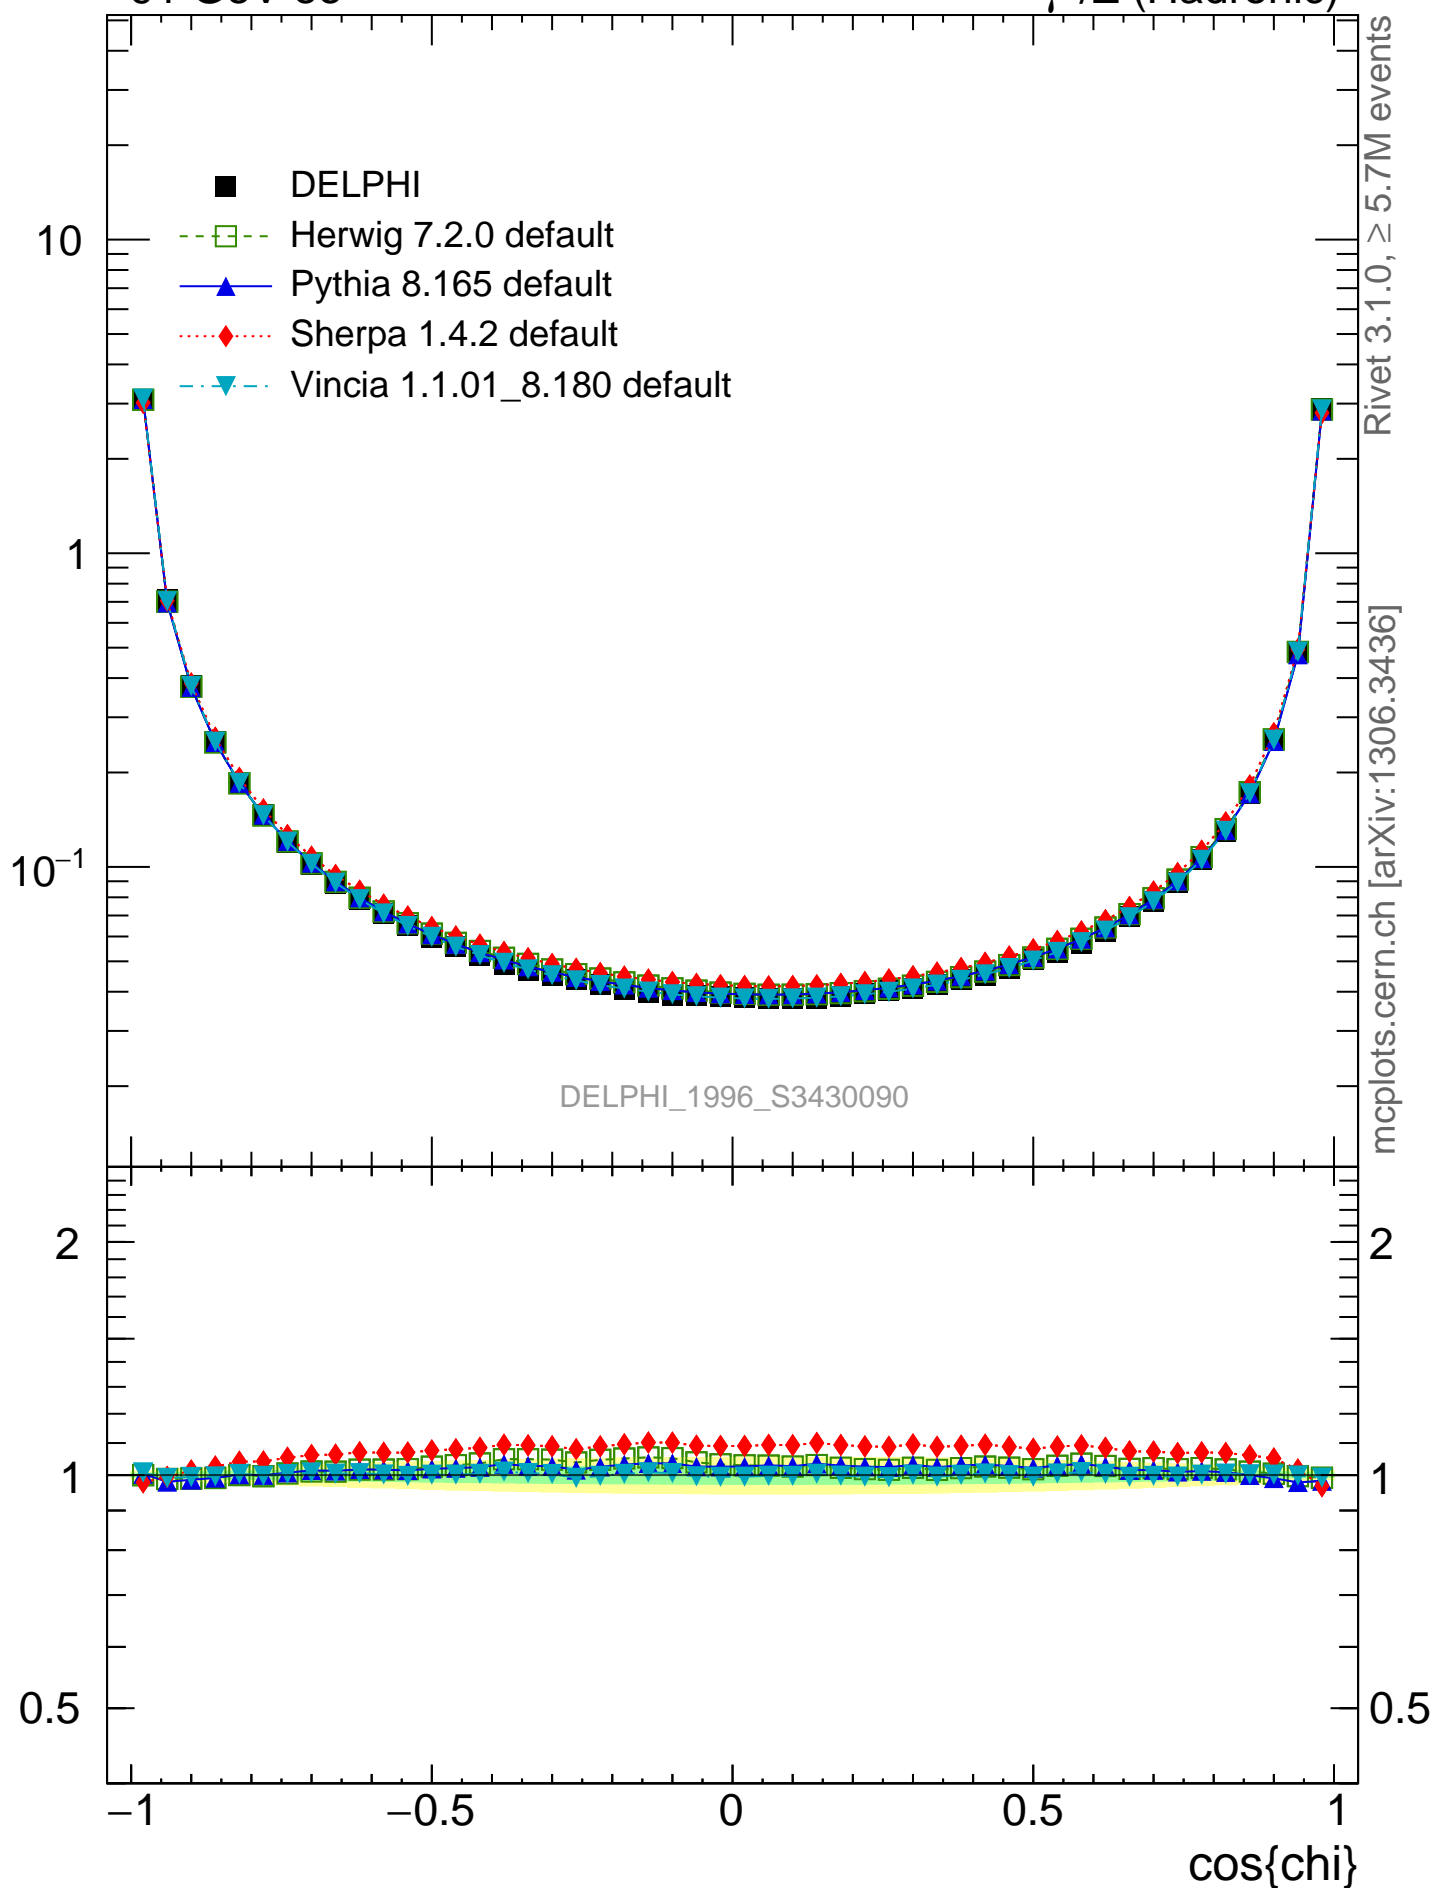 DELPHI
Herwig 7.2.0 default
Pythia 8.165 default
Sherpa 1.4.2 default
Vincia 1.1.01_8.180 default
10
1
10⁻¹
DELPHI_1996_S3430090
Rivet 3.1.0, ≥ 5.7M events
mcplots.cern.ch [arXiv:1306.3436]
2
1
0.5
2
1
0.5
−1
−0.5
0
0.5
1
cos{chi}